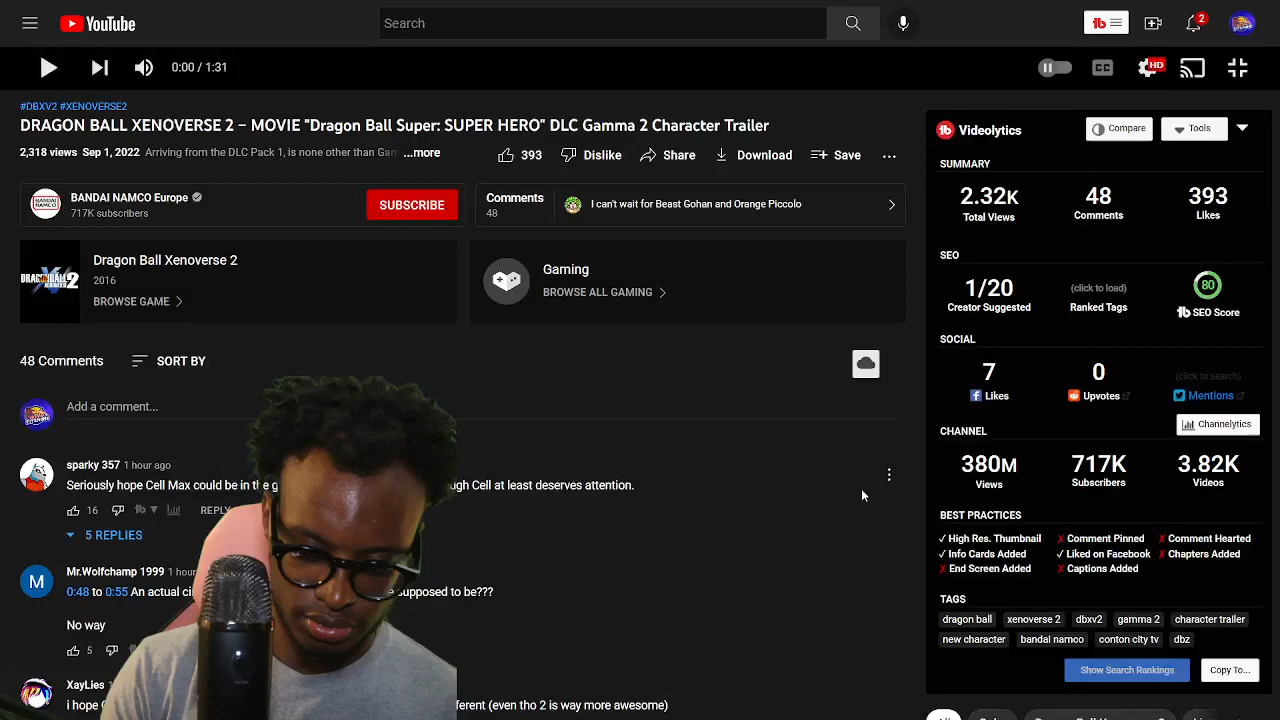 YouTube
Search
tb
2
0:00 / 1:31
CC
HD
#DBXV2 #XENOVERSE2
DRAGON BALL XENOVERSE 2 – MOVIE "Dragon Ball Super: SUPER HERO" DLC Gamma 2 Character Trailer
2,318 views Sep 1, 2022 Arriving from the DLC Pack 1, is none other than Gam ...more
393
Dislike
Share
Download
Save
BANDAI NAMCO Europe
717K subscribers
SUBSCRIBE
Comments
48
I can't wait for Beast Gohan and Orange Piccolo
Dragon Ball Xenoverse 2
2016
BROWSE GAME
Gaming
BROWSE ALL GAMING
48 Comments
SORT BY
Add a comment...
sparky 357 1 hour ago
Seriously hope Cell Max could be in the g Cell at least deserves attention.
16
REPLY
5 REPLIES
M
Mr.Wolfchamp 1999 1 hour
0:48 to 0:55 An actual upposed to be???
No way
5
XayLies 1 hour
i hope (even tho 2 is way more awesome)
tb Videolytics
Compare
Tools
SUMMARY
2.32K
Total Views
48
Comments
393
Likes
SEO
1/20
Creator Suggested
(click to load)
Ranked Tags
80
tb SEO Score
SOCIAL
7
Likes
0
Upvotes
(click to search)
Mentions
CHANNEL
Channelytics
380M
Views
717K
Subscribers
3.82K
Videos
BEST PRACTICES
✓ High Res. Thumbnail
✗ Comment Pinned
✗ Comment Hearted
✓ Info Cards Added
✓ Liked on Facebook
✗ Chapters Added
✗ End Screen Added
✗ Captions Added
TAGS
dragon ball
xenoverse 2
dbxv2
gamma 2
character trailer
new character
bandai namco
conton city tv
dbz
Show Search Rankings
Copy To...